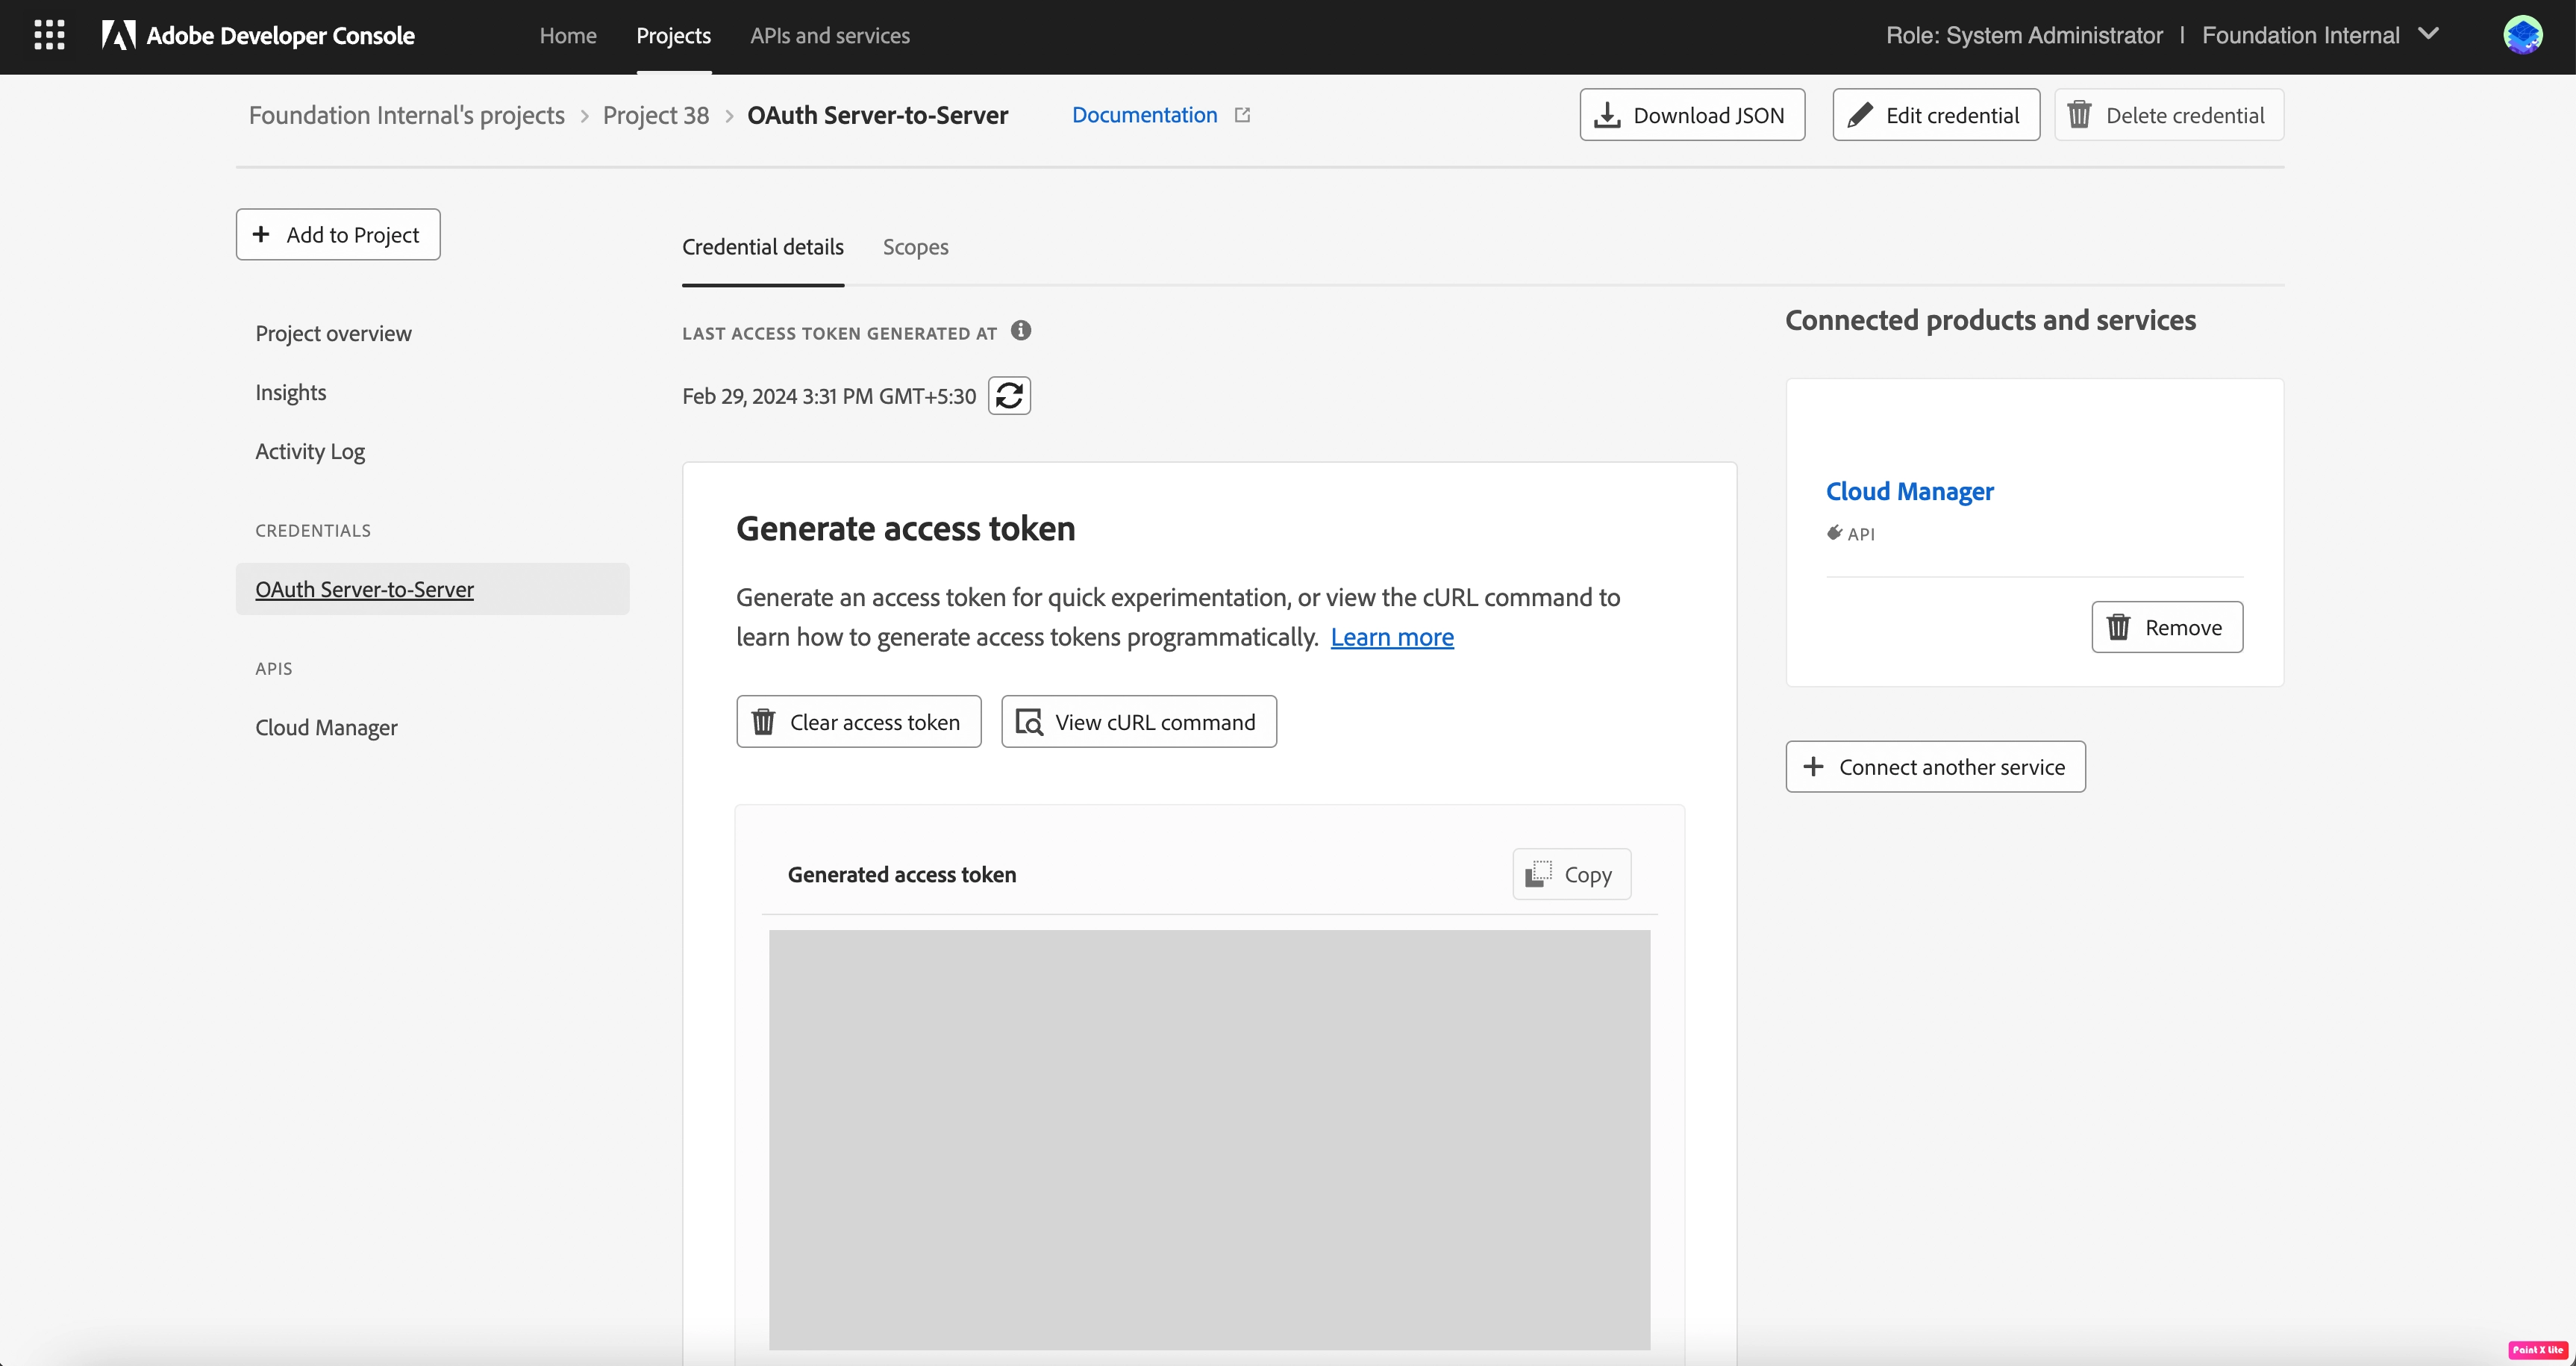 Adobe Developer Console
Home
Projects
APIs and services
Role: System Administrator | Foundation Internal
Foundation Internal's projects > Project 38 > OAuth Server-to-Server
Documentation
Download JSON
Edit credential
Delete credential
+ Add to Project
Project overview
Insights
Activity Log
CREDENTIALS
OAuth Server-to-Server
APIS
Cloud Manager
Credential details
Scopes
LAST ACCESS TOKEN GENERATED AT
Feb 29, 2024 3:31 PM GMT+5:30
Generate access token
Generate an access token for quick experimentation, or view the cURL command to
learn how to generate access tokens programmatically. Learn more
Clear access token
View cURL command
Generated access token
Copy
Connected products and services
Cloud Manager
API
Remove
+ Connect another service
Paint X Lite